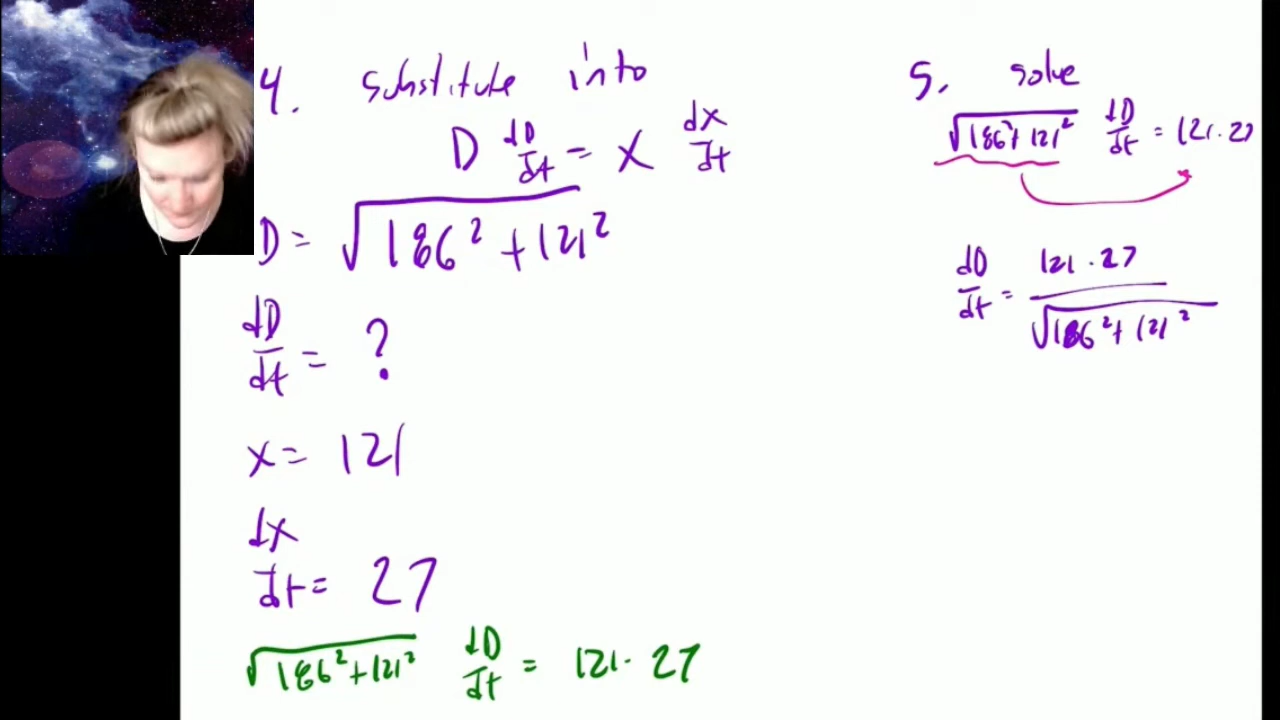 4. substitute into
D dD/dt = x dx/dt
D = √186² + 121²
dD/dt = ?
x = 121
dx/dt = 27
√186² + 121² dD/dt = 121 · 27
5. solve
√186² + 121² dD/dt = 121 · 27
dD/dt = 121 · 27 / √186² + 121²